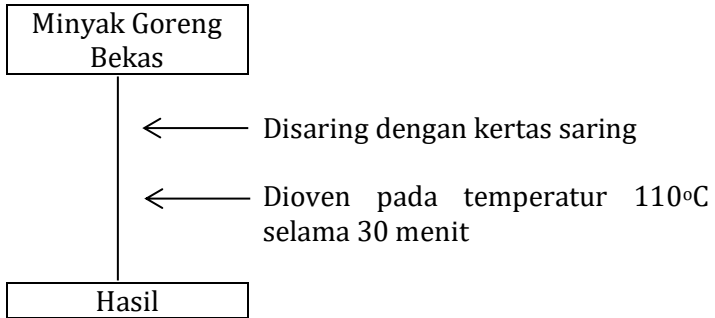 Minyak Goreng
Bekas
Disaring dengan kertas saring
Dioven pada temperatur 110oC
selama 30 menit
Hasil